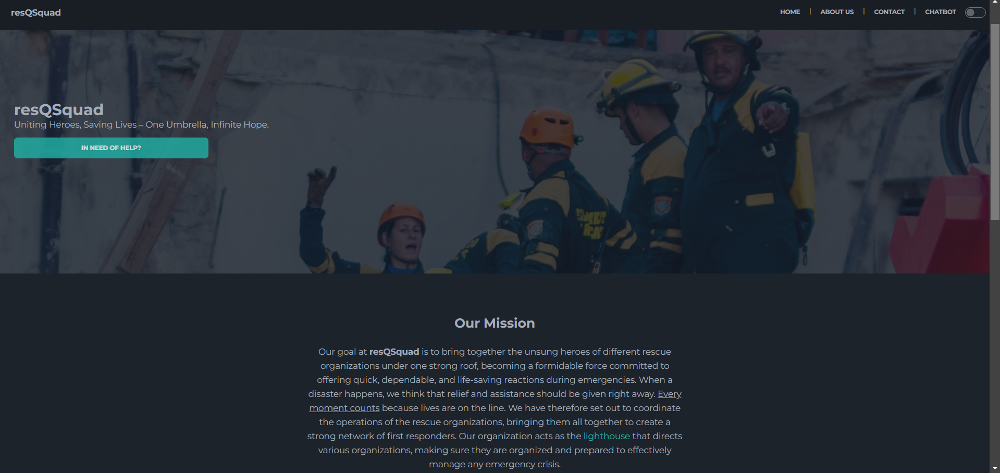 resQSquad
HOME | ABOUT US | CONTACT | CHATBOT
resQSquad
Uniting Heroes, Saving Lives – One Umbrella, Infinite Hope.
IN NEED OF HELP?
Our Mission
Our goal at resQSquad is to bring together the unsung heroes of different rescue
organizations under one strong roof, becoming a formidable force committed to
offering quick, dependable, and life-saving reactions during emergencies. When a
disaster happens, we think that relief and assistance should be given right away. Every
moment counts because lives are on the line. We have therefore set out to coordinate
the operations of the rescue organizations, bringing them all together to create a
strong network of first responders. Our organization acts as the lighthouse that directs
various organizations, making sure they are organized and prepared to effectively
manage any emergency crisis.